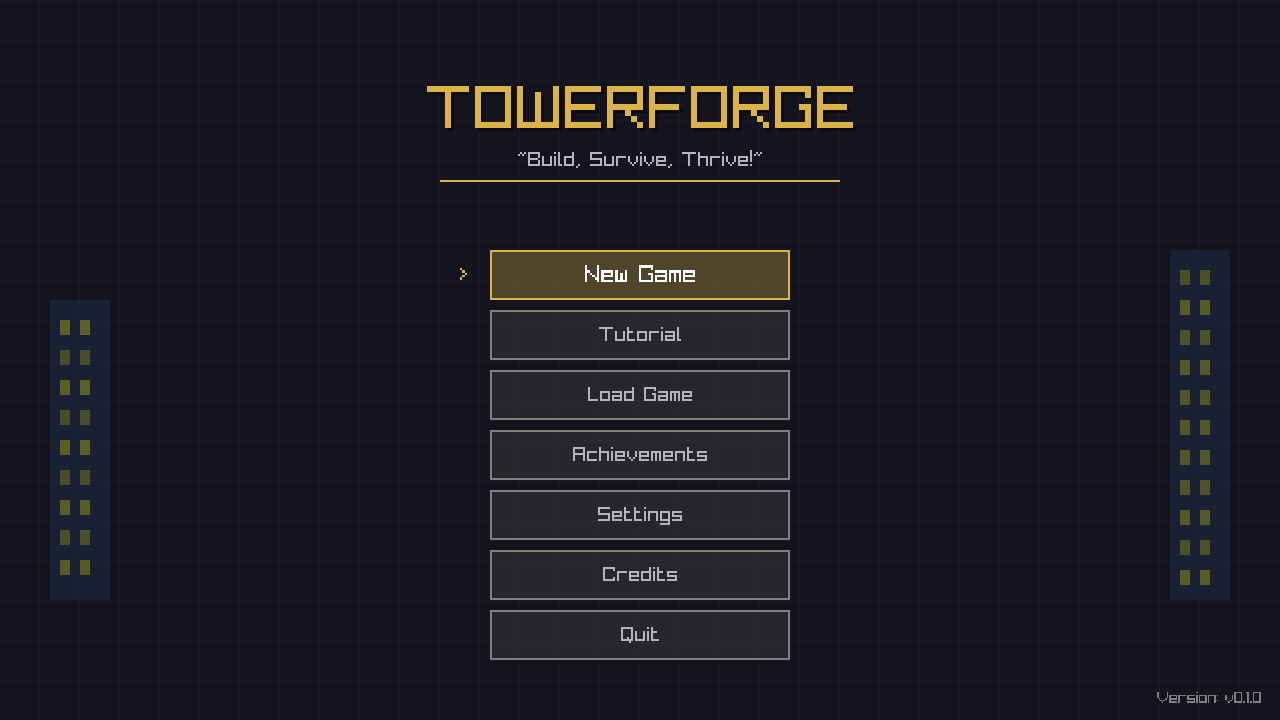 TOWERFORGE
"Build, Survive, Thrive!"
> New Game
Tutorial
Load Game
Achievements
Settings
Credits
Quit
Version: v0.1.0